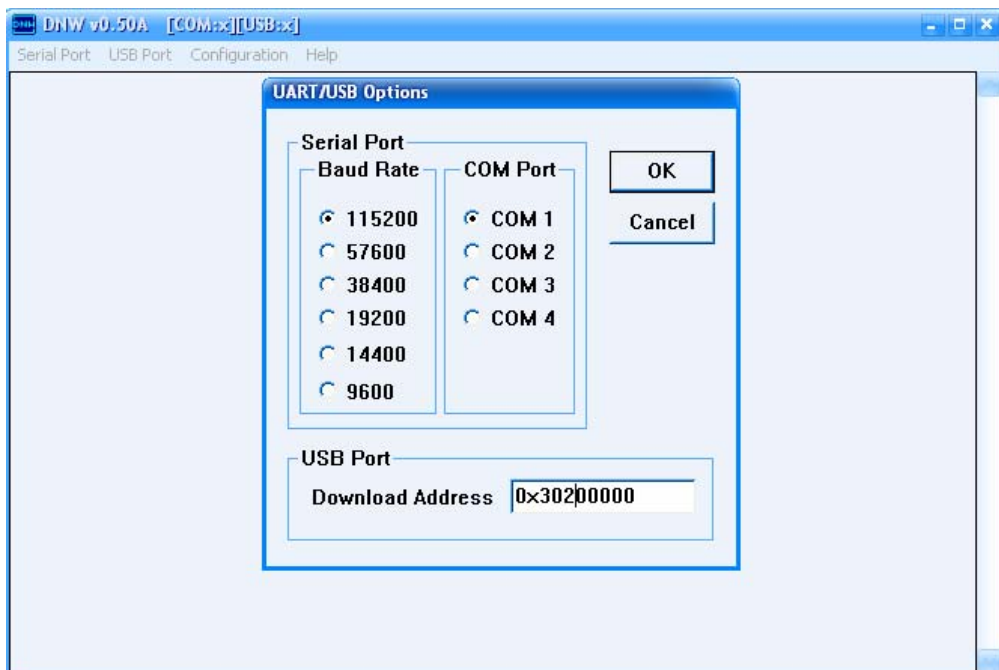 DNW v0.50A [COM:x][USB:x]
Serial Port USB Port Configuration Help
UART/USB Options
Serial Port
Baud Rate
COM Port
115200
57600
38400
19200
14400
9600
COM 1
COM 2
COM 3
COM 4
OK
Cancel
USB Port
Download Address 0x30200000